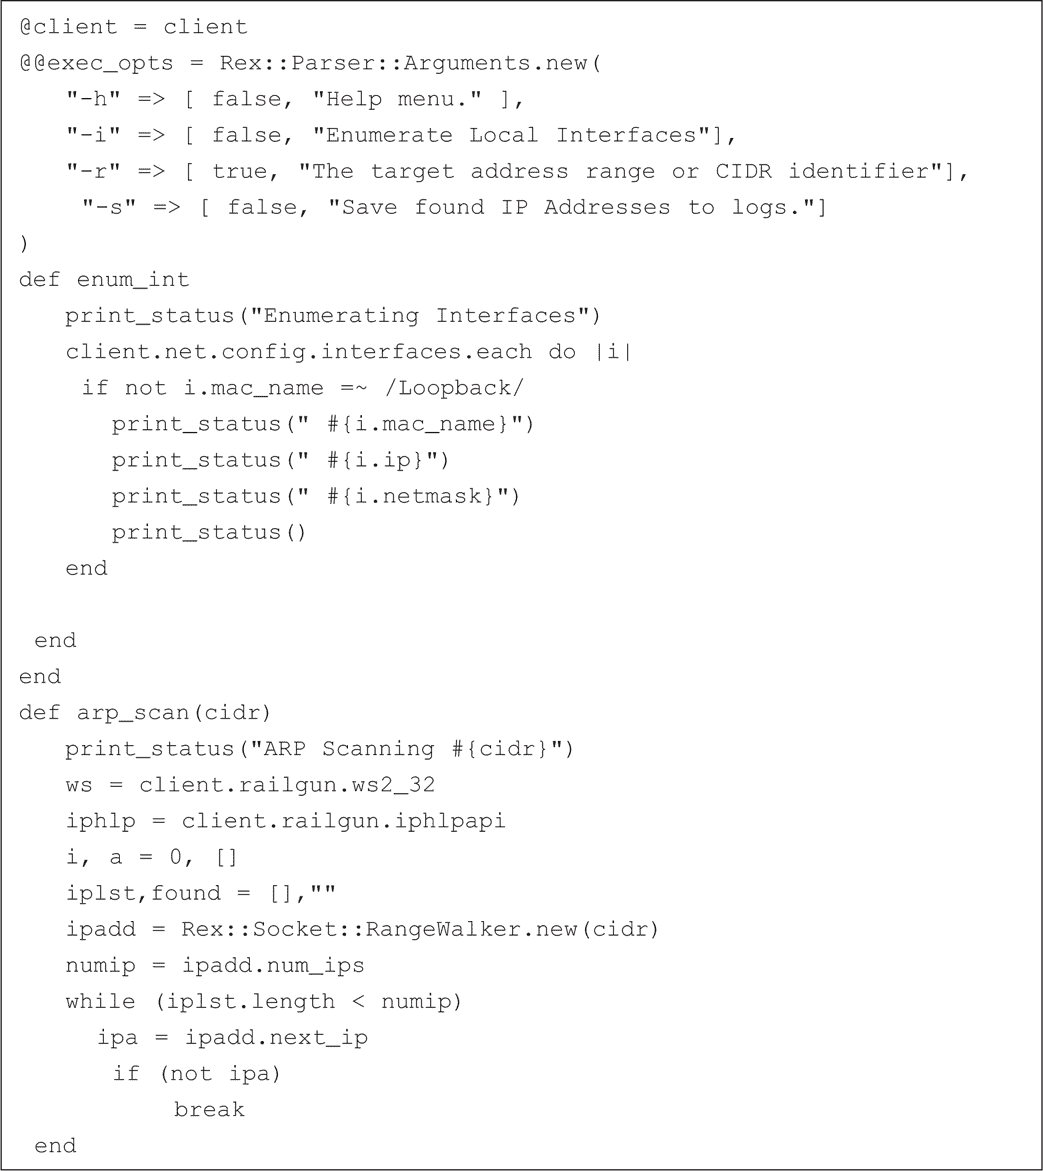 @client = client
@@exec_opts = Rex::Parser::Arguments.new(
"-h" => [ false, "Help menu." ],
"-i" => [ false, "Enumerate Local Interfaces"],
"-r" => [ true, "The target address range or CIDR identifier"],
"-s" => [ false, "Save found IP Addresses to logs."]
)
def enum_int
print_status("Enumerating Interfaces")
client.net.config.interfaces.each do |i|
if not i.mac_name =~ /Loopback/
print_status(" #{i.mac_name}")
print_status(" #{i.ip}")
print_status(" #{i.netmask}")
print_status()
end
end
end
def arp_scan(cidr)
print_status("ARP Scanning #{cidr}")
ws = client.railgun.ws2_32
iphlp = client.railgun.iphlpapi
i, a = 0, []
iplst,found = [],""
ipadd = Rex::Socket::RangeWalker.new(cidr)
numip = ipadd.num_ips
while (iplst.length < numip)
ipa = ipadd.next_ip
if (not ipa)
break
end